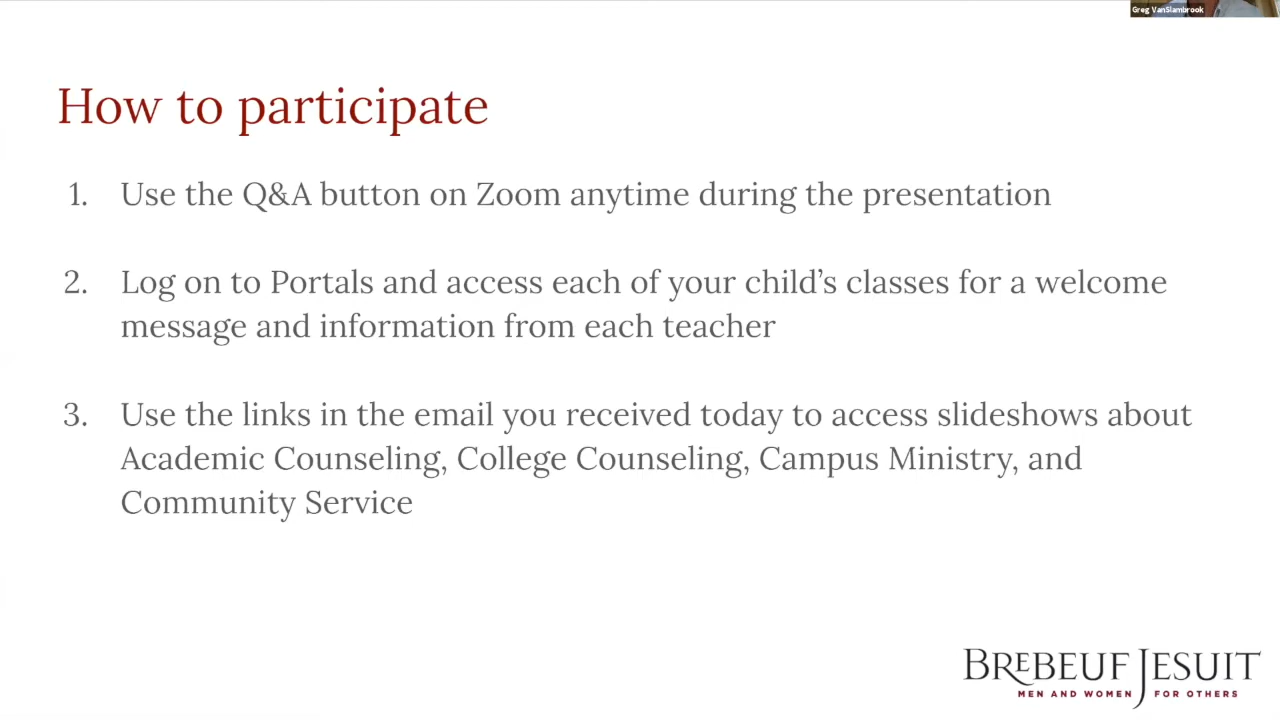 Greg VanSlambrook
How to participate
1. Use the Q&A button on Zoom anytime during the presentation
2. Log on to Portals and access each of your child’s classes for a welcome
message and information from each teacher
3. Use the links in the email you received today to access slideshows about
Academic Counseling, College Counseling, Campus Ministry, and
Community Service
BREBEUF JESUIT
MEN AND WOMEN FOR OTHERS